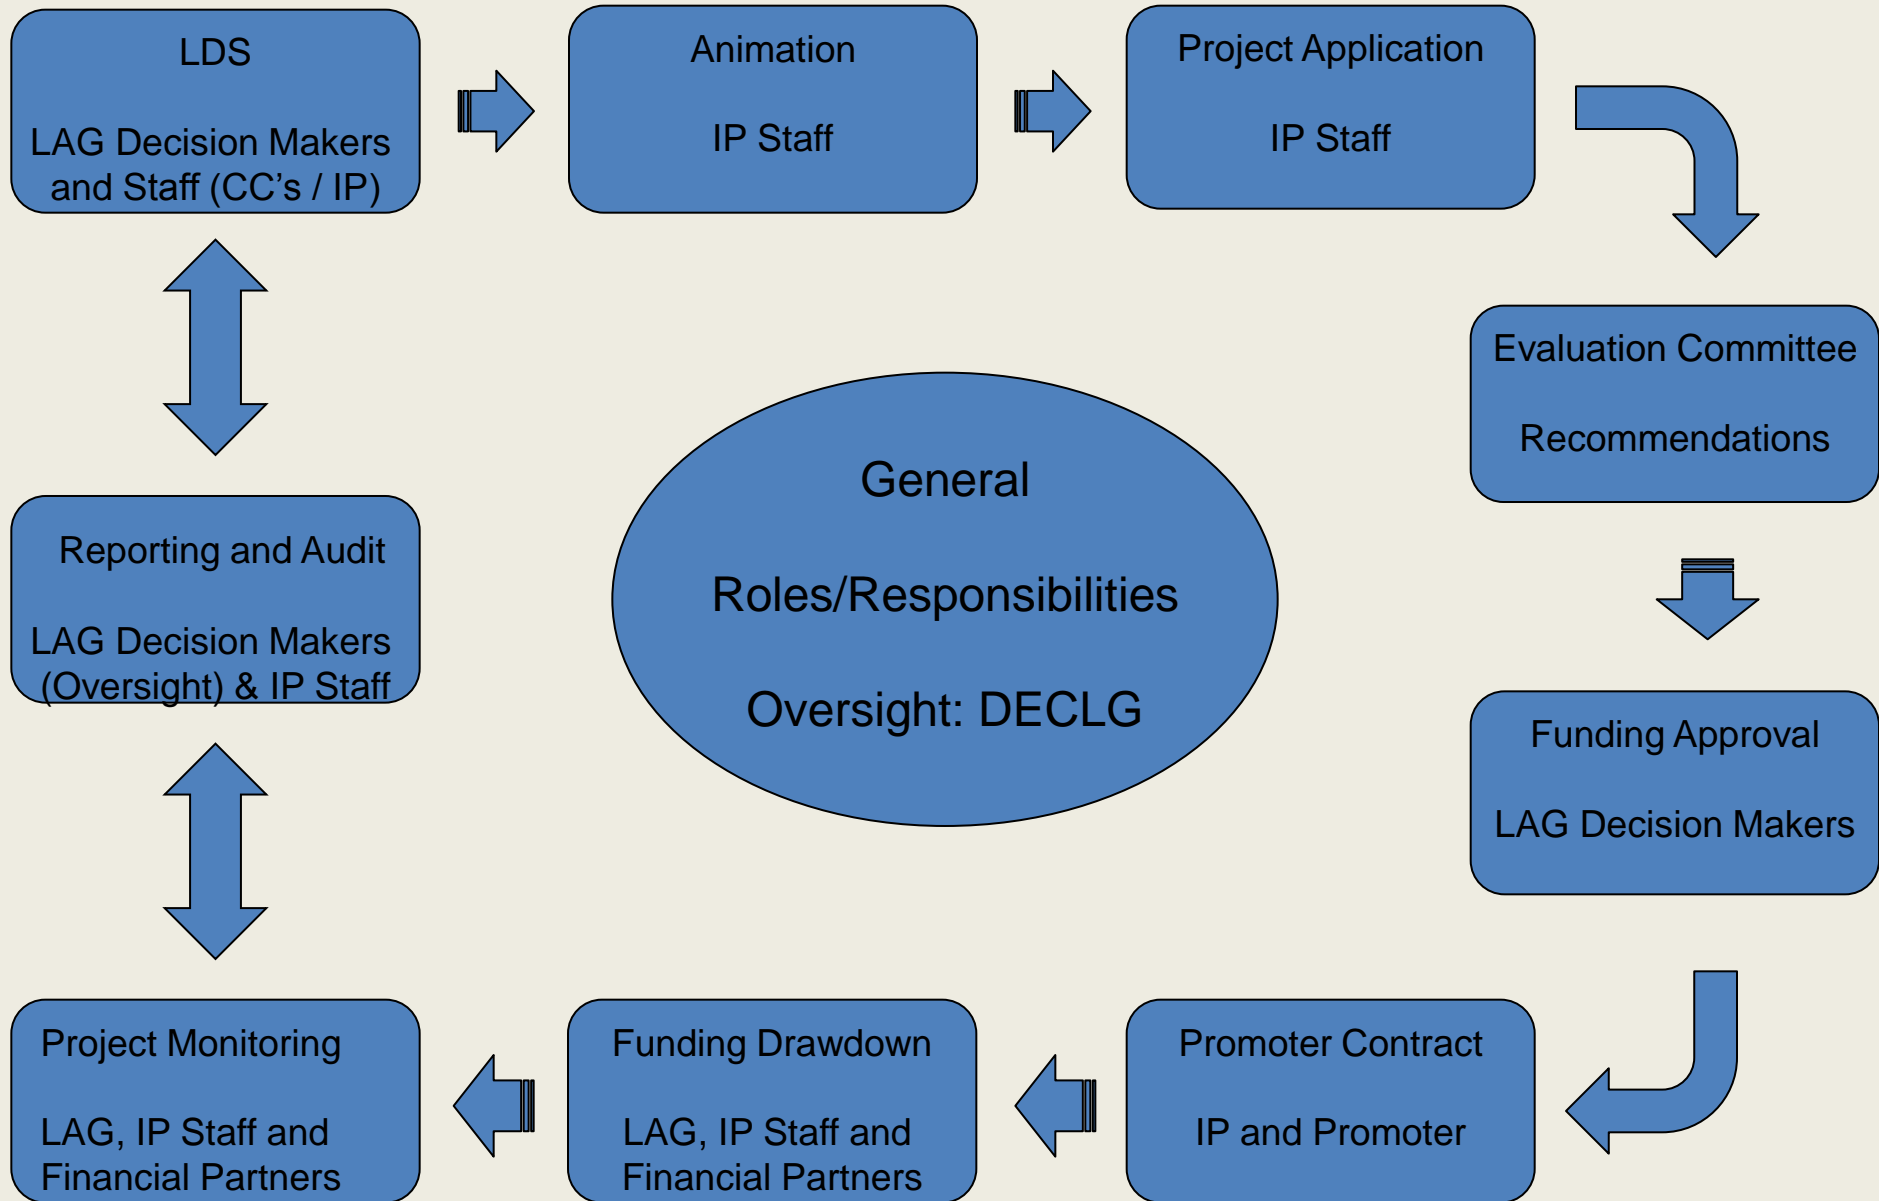 LDS
LAG Decision Makers
and Staff (CC's / IP)
Animation
IP Staff
Project Application
IP Staff
Evaluation Committee
Recommendations
Funding Approval
LAG Decision Makers
Promoter Contract
IP and Promoter
Funding Drawdown
LAG, IP Staff and
Financial Partners
Project Monitoring
LAG, IP Staff and
Financial Partners
Reporting and Audit
LAG Decision Makers
(Oversight) & IP Staff
General
Roles/Responsibilities
Oversight: DECLG